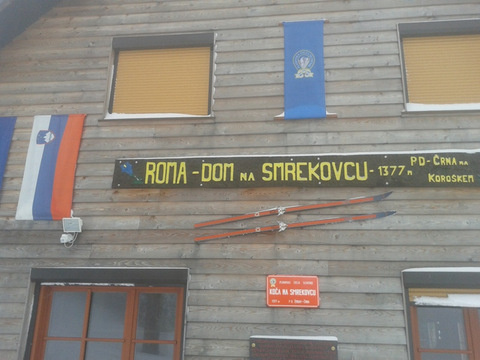 ROMA - DOM NA SMREKOVCU - 1377 m
PD-ČRNA NA
KOROŠKEM
KOČA NA SMREKOVCU